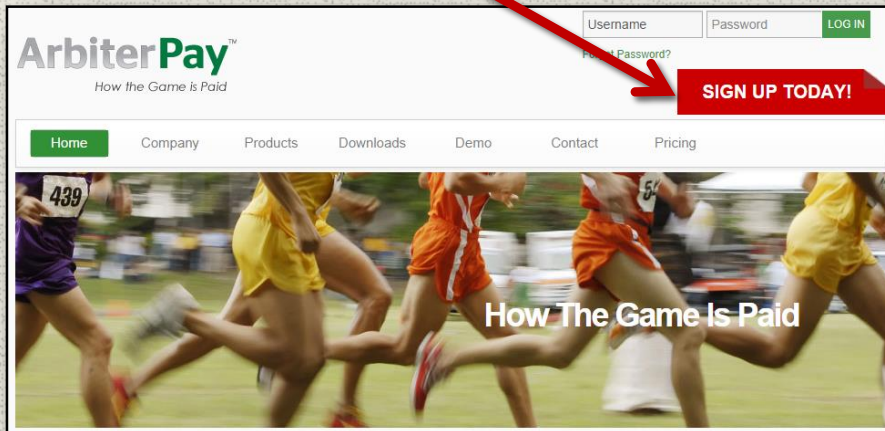 Username Password LOG IN
ArbiterPay™
Forgot Password?
How the Game is Paid
SIGN UP TODAY!
Home Company Products Downloads Demo Contact Pricing
439
How The Game Is Paid